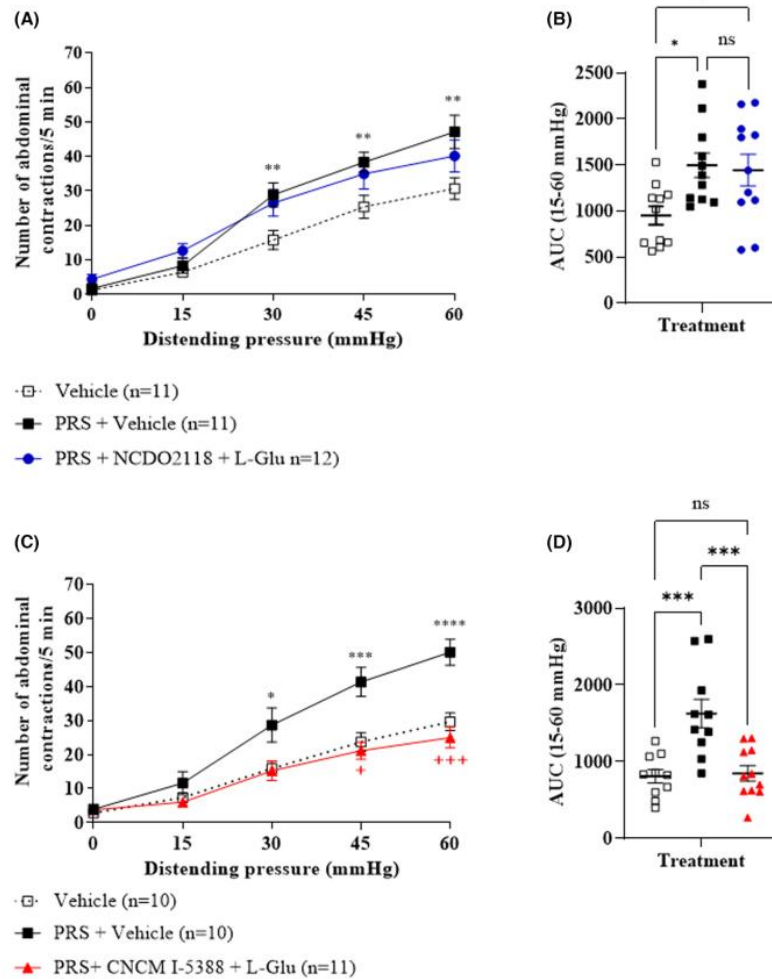 (A)
Number of abdominal
contractions/5 min
70
60
50
40
30
20
10
0
** ** **
0 15 30 45 60
Distending pressure (mmHg)
Vehicle (n=11)
PRS + Vehicle (n=11)
PRS + NCDO2118 + L-Glu n=12)
(B)
* ns
AUC (15-60 mmHg)
2500
2000
1500
1000
500
0
Treatment
(C)
Number of abdominal
contractions/5 min
70
60
50
40
30
20
10
0
* *** ****
+ +++
0 15 30 45 60
Distending pressure (mmHg)
Vehicle (n=10)
PRS + Vehicle (n=10)
PRS+ CNCM I-5388 + L-Glu (n=11)
(D)
ns
***
***
AUC (15-60 mmHg)
3000
2000
1000
0
Treatment